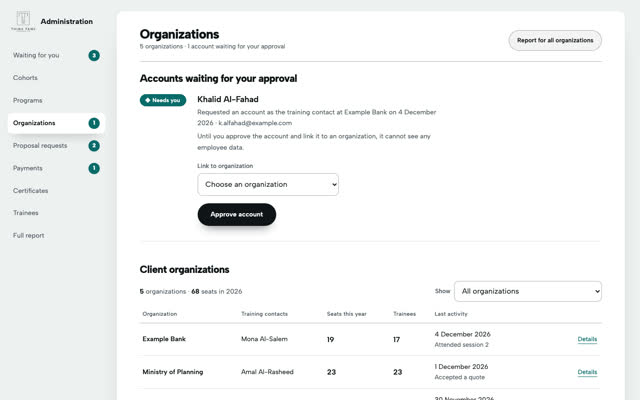 THINK FEMS
Administration
Waiting for you 3
Cohorts
Programs
Organizations 1
Proposal requests 2
Payments 1
Certificates
Trainees
Full report
Organizations
5 organizations · 1 account waiting for your approval
Report for all organizations
Accounts waiting for your approval
Needs you
Khalid Al-Fahad
Requested an account as the training contact at Example Bank on 4 December
2026 · k.alfahad@example.com
Until you approve the account and link it to an organization, it cannot see any
employee data.
Link to organization
Choose an organization
Approve account
Client organizations
5 organizations · 68 seats in 2026
Show All organizations
Organization Training contacts Seats this year Trainees Last activity
Example Bank Mona Al-Salem 19 17 4 December 2026 Details
Attended session 2
Ministry of Planning Amal Al-Rasheed 23 23 1 December 2026 Details
Accepted a quote
30 November 2026